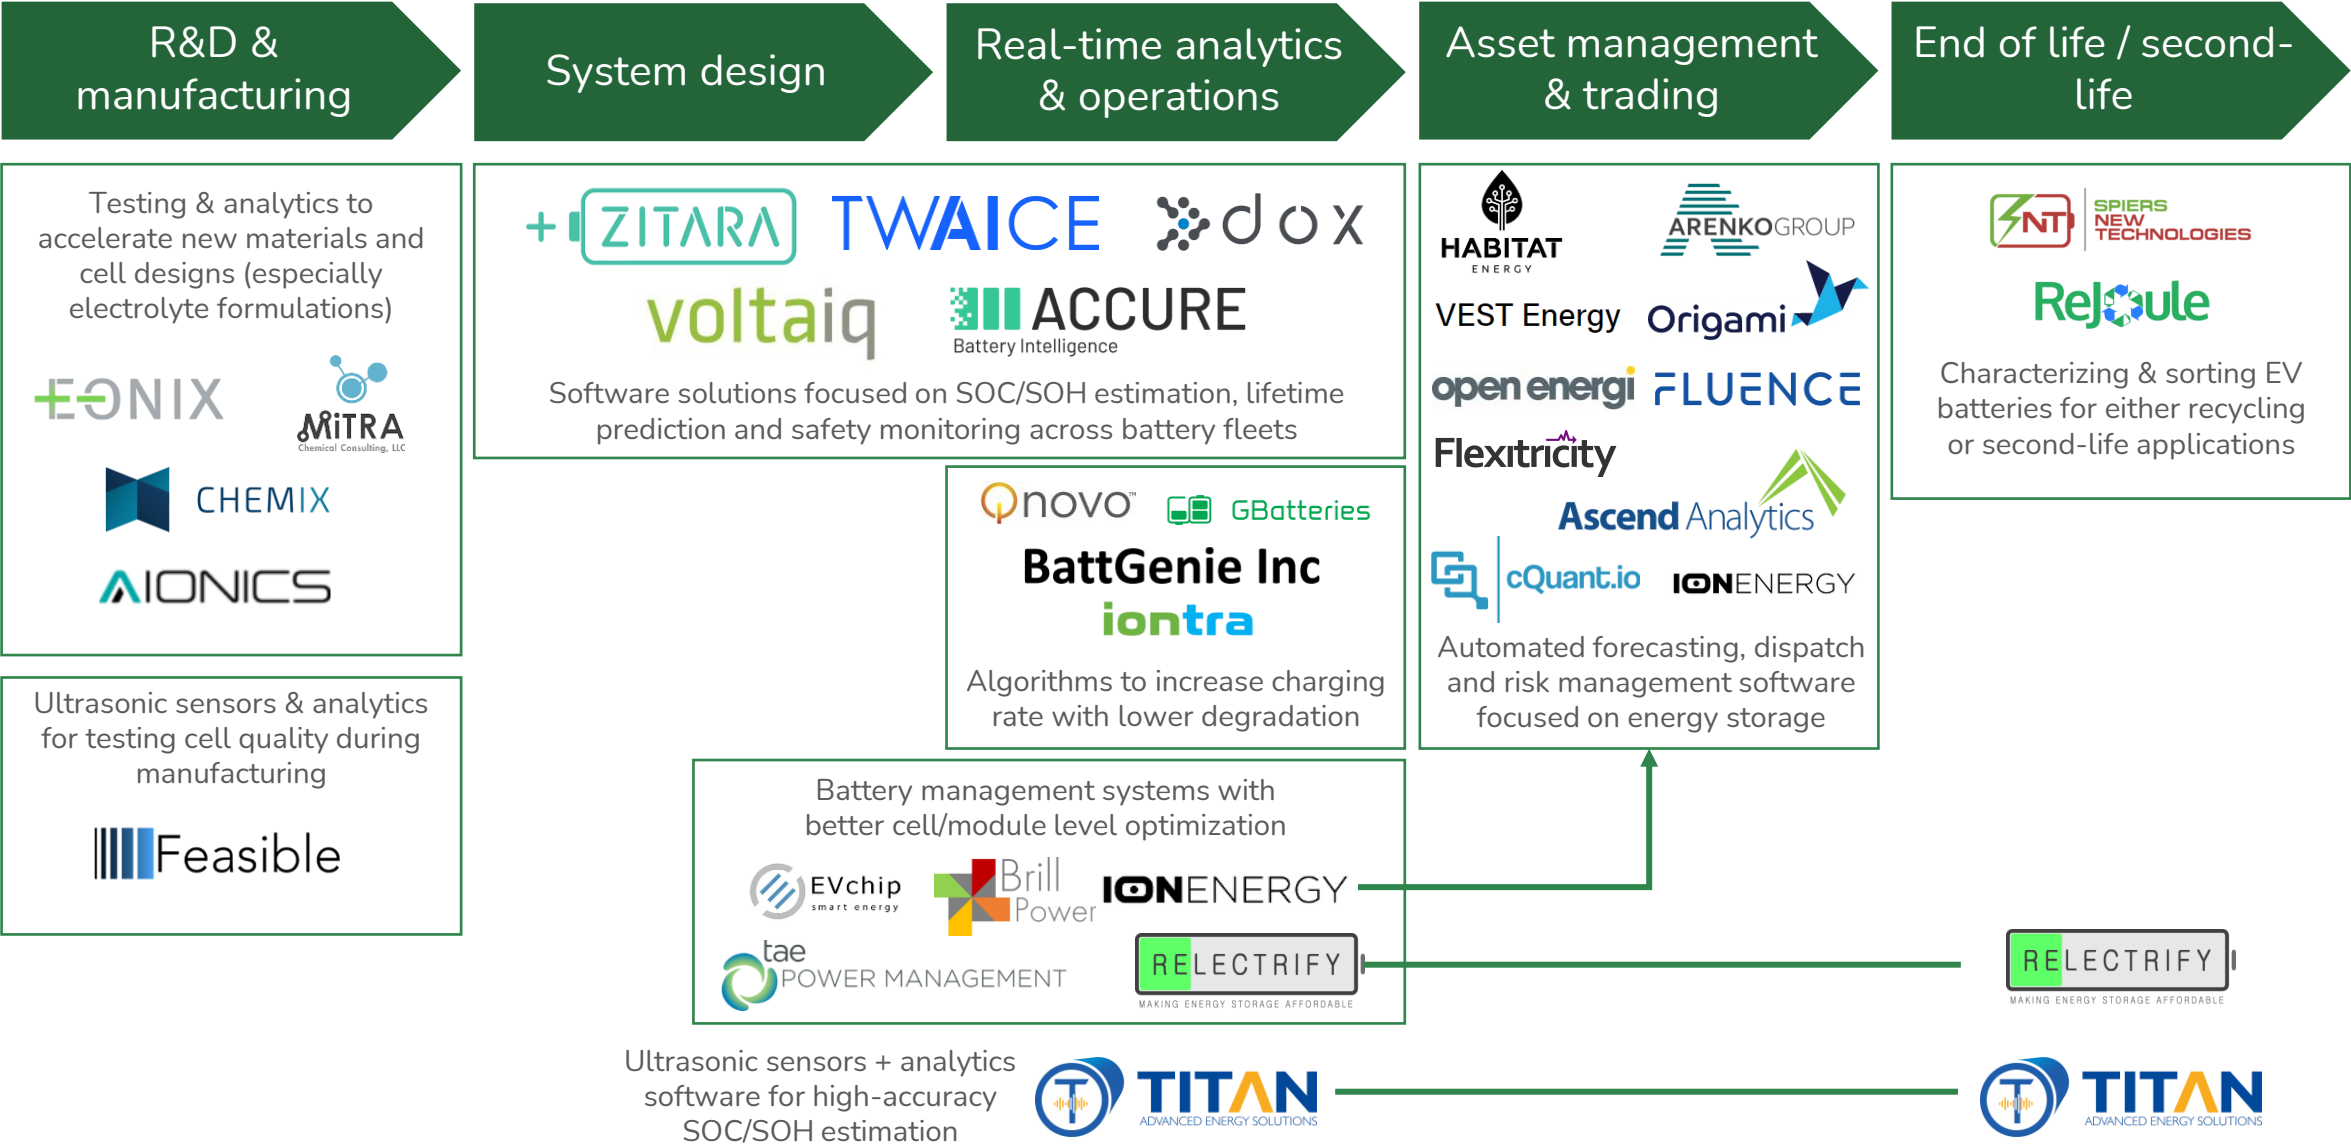 R&D &
manufacturing
System design
Real-time analytics
& operations
Asset management
& trading
End of life / second-
life
Testing & analytics to
accelerate new materials and
cell designs (especially
electrolyte formulations)
EONIX
MiTRA
Chemical Consulting, LLC
CHEMIX
AIONICS
Ultrasonic sensors & analytics
for testing cell quality during
manufacturing
Feasible
ZITARA
TWAICE
dox
voltaiq
ACCURE
Battery Intelligence
Software solutions focused on SOC/SOH estimation, lifetime
prediction and safety monitoring across battery fleets
Qnovo™
GBatteries
BattGenie Inc
iontra
Algorithms to increase charging
rate with lower degradation
Battery management systems with
better cell/module level optimization
EVchip
smart energy
Brill
Power
IONENERGY
tae
POWER MANAGEMENT
RELECTRIFY
MAKING ENERGY STORAGE AFFORDABLE
Ultrasonic sensors + analytics
software for high-accuracy
SOC/SOH estimation
T
TITAN
ADVANCED ENERGY SOLUTIONS
HABITAT
ENERGY
ARENKOGROUP
VEST Energy
Origami
open energi
FLUENCE
Flexitricity
Ascend Analytics
cQuant.io
IONENERGY
Automated forecasting, dispatch
and risk management software
focused on energy storage
SNT
SPIERS
NEW
TECHNOLOGIES
ReJoule
Characterizing & sorting EV
batteries for either recycling
or second-life applications
RELECTRIFY
MAKING ENERGY STORAGE AFFORDABLE
T
TITAN
ADVANCED ENERGY SOLUTIONS